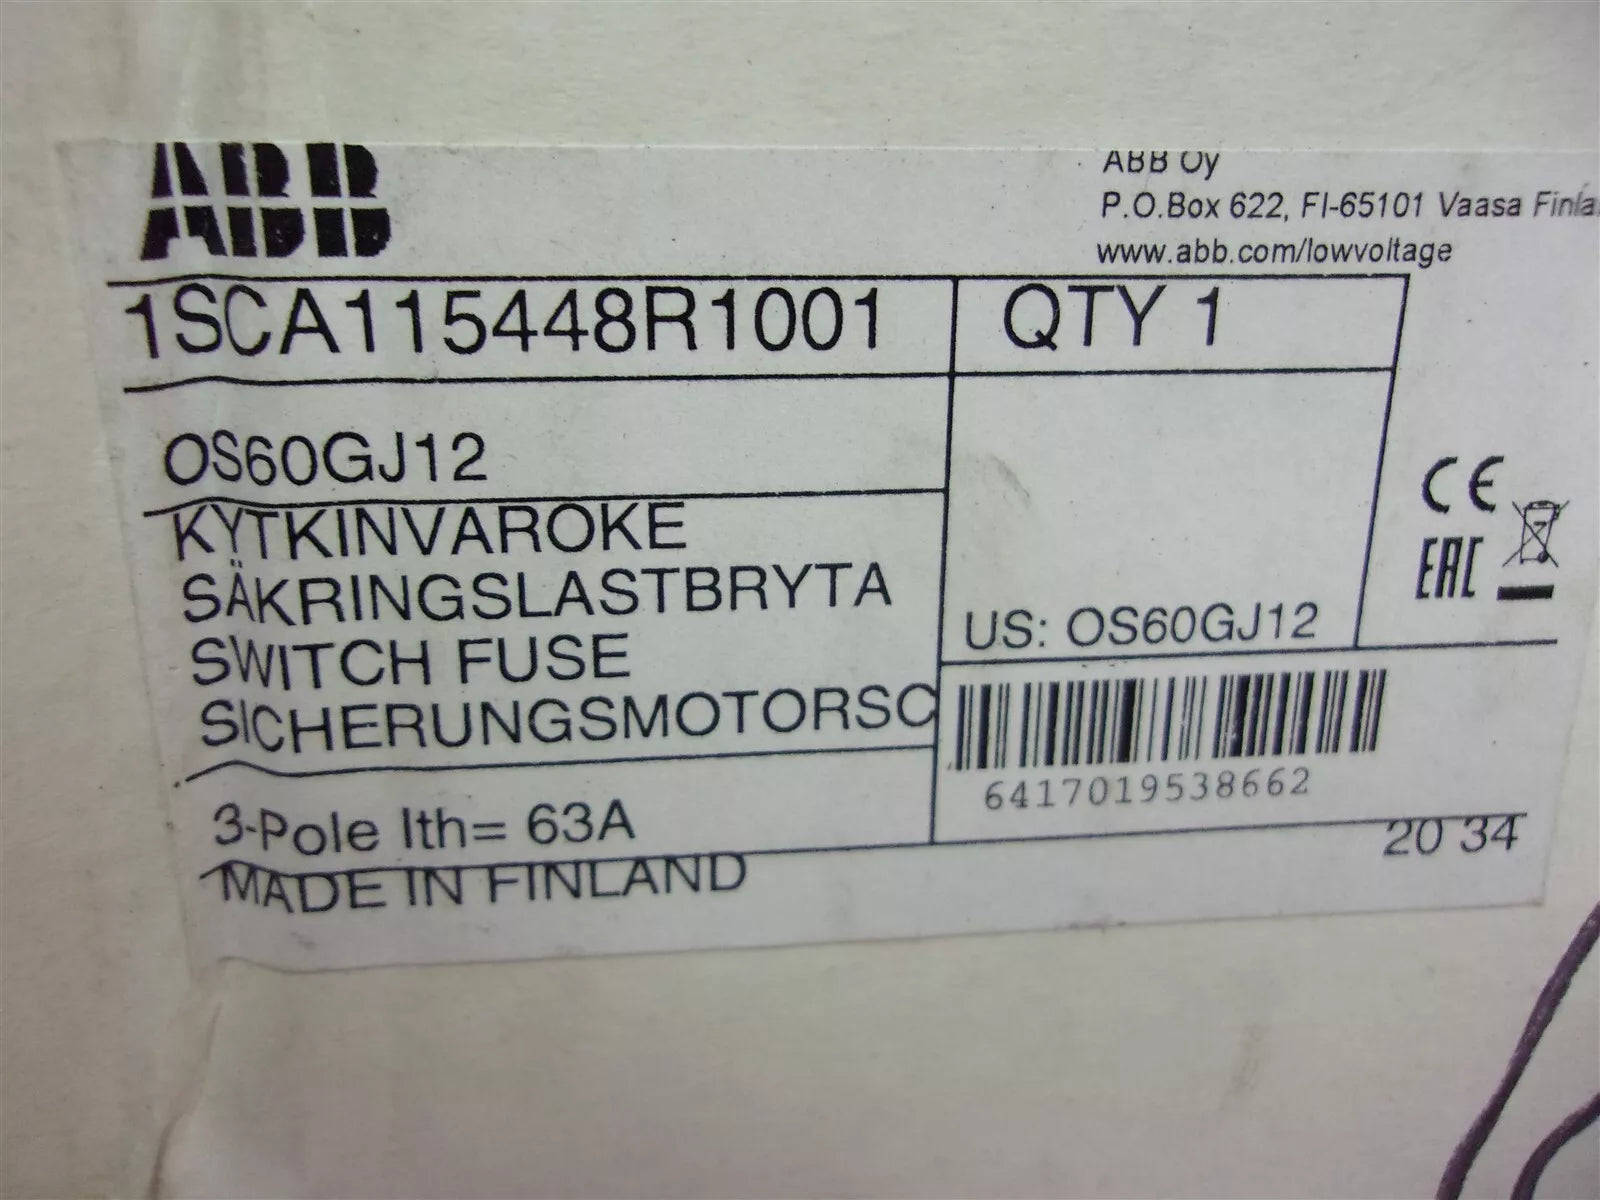 ABB
ABB Oy
P.O.Box 622, FI-65101 Vaasa Finla
www.abb.com/lowvoltage
1SCA115448R1001
QTY 1
OS60GJ12
KYTKINVAROKE
SÄKRINGSLASTBRYTA
SWITCH FUSE
SICHERUNGSMOTORSC
US: OS60GJ12
CE
EAC
6417019538662
3-Pole Ith= 63A
20 34
MADE IN FINLAND